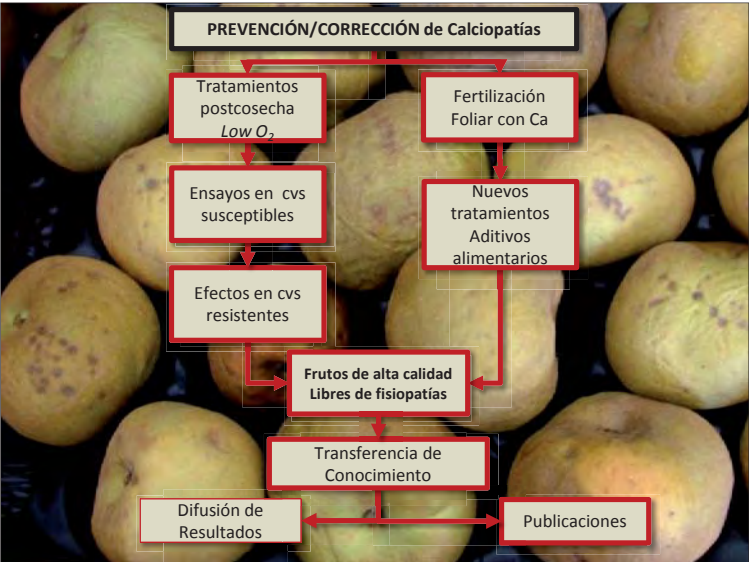 PREVENCIÓN/CORRECCIÓN de Calciopatías
Tratamientos
postcosecha
Low O₂
Fertilización
Foliar con Ca
Ensayos en cvs
susceptibles
Nuevos
tratamientos
Aditivos
alimentarios
Efectos en cvs
resistentes
Frutos de alta calidad
Libres de fisiopatías
Transferencia de
Conocimiento
Difusión de
Resultados
Publicaciones